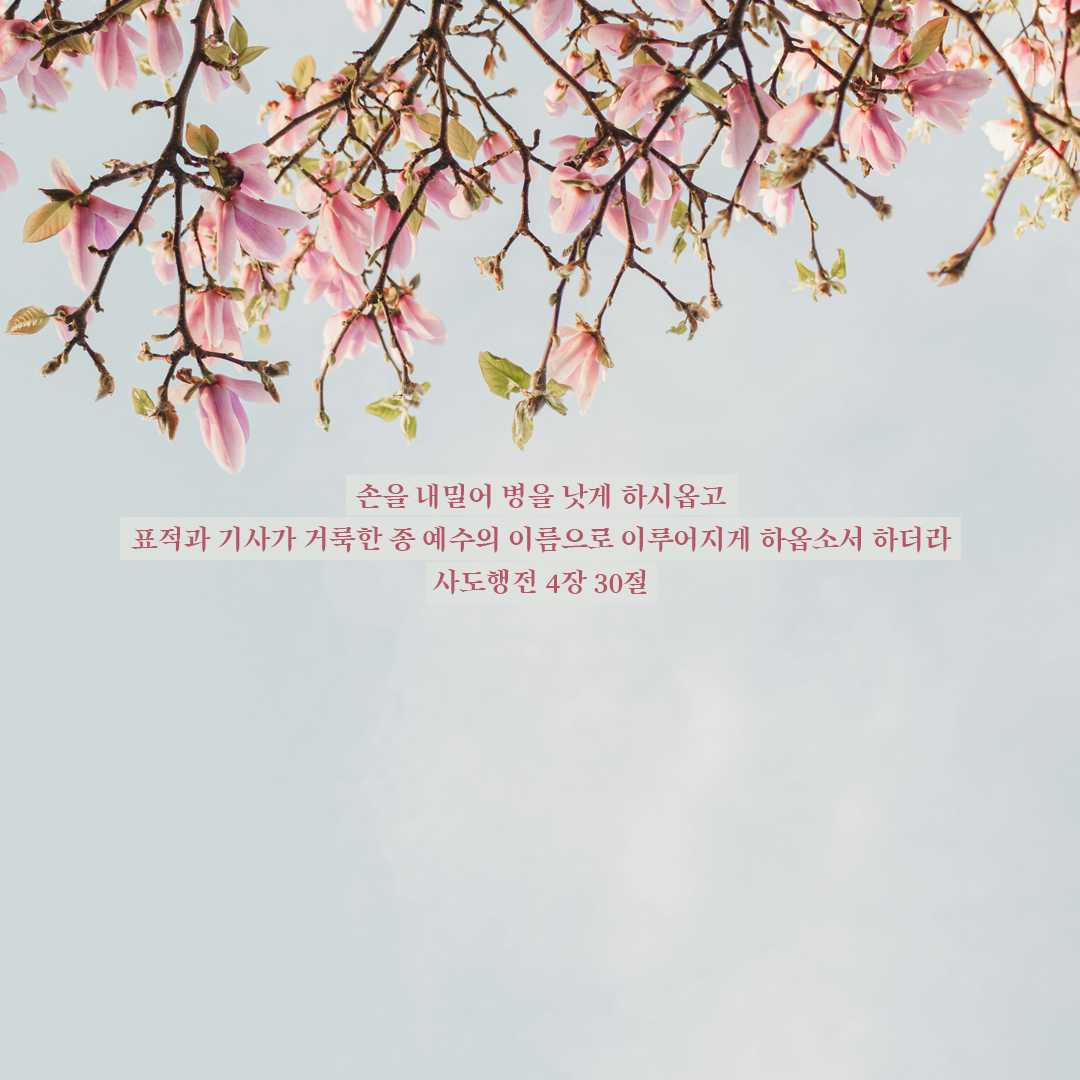 손을 내밀어 병을 낫게 하시옵고
표적과 기사가 거룩한 종 예수의 이름으로 이루어지게 하옵소서 하더라
사도행전 4장 30절